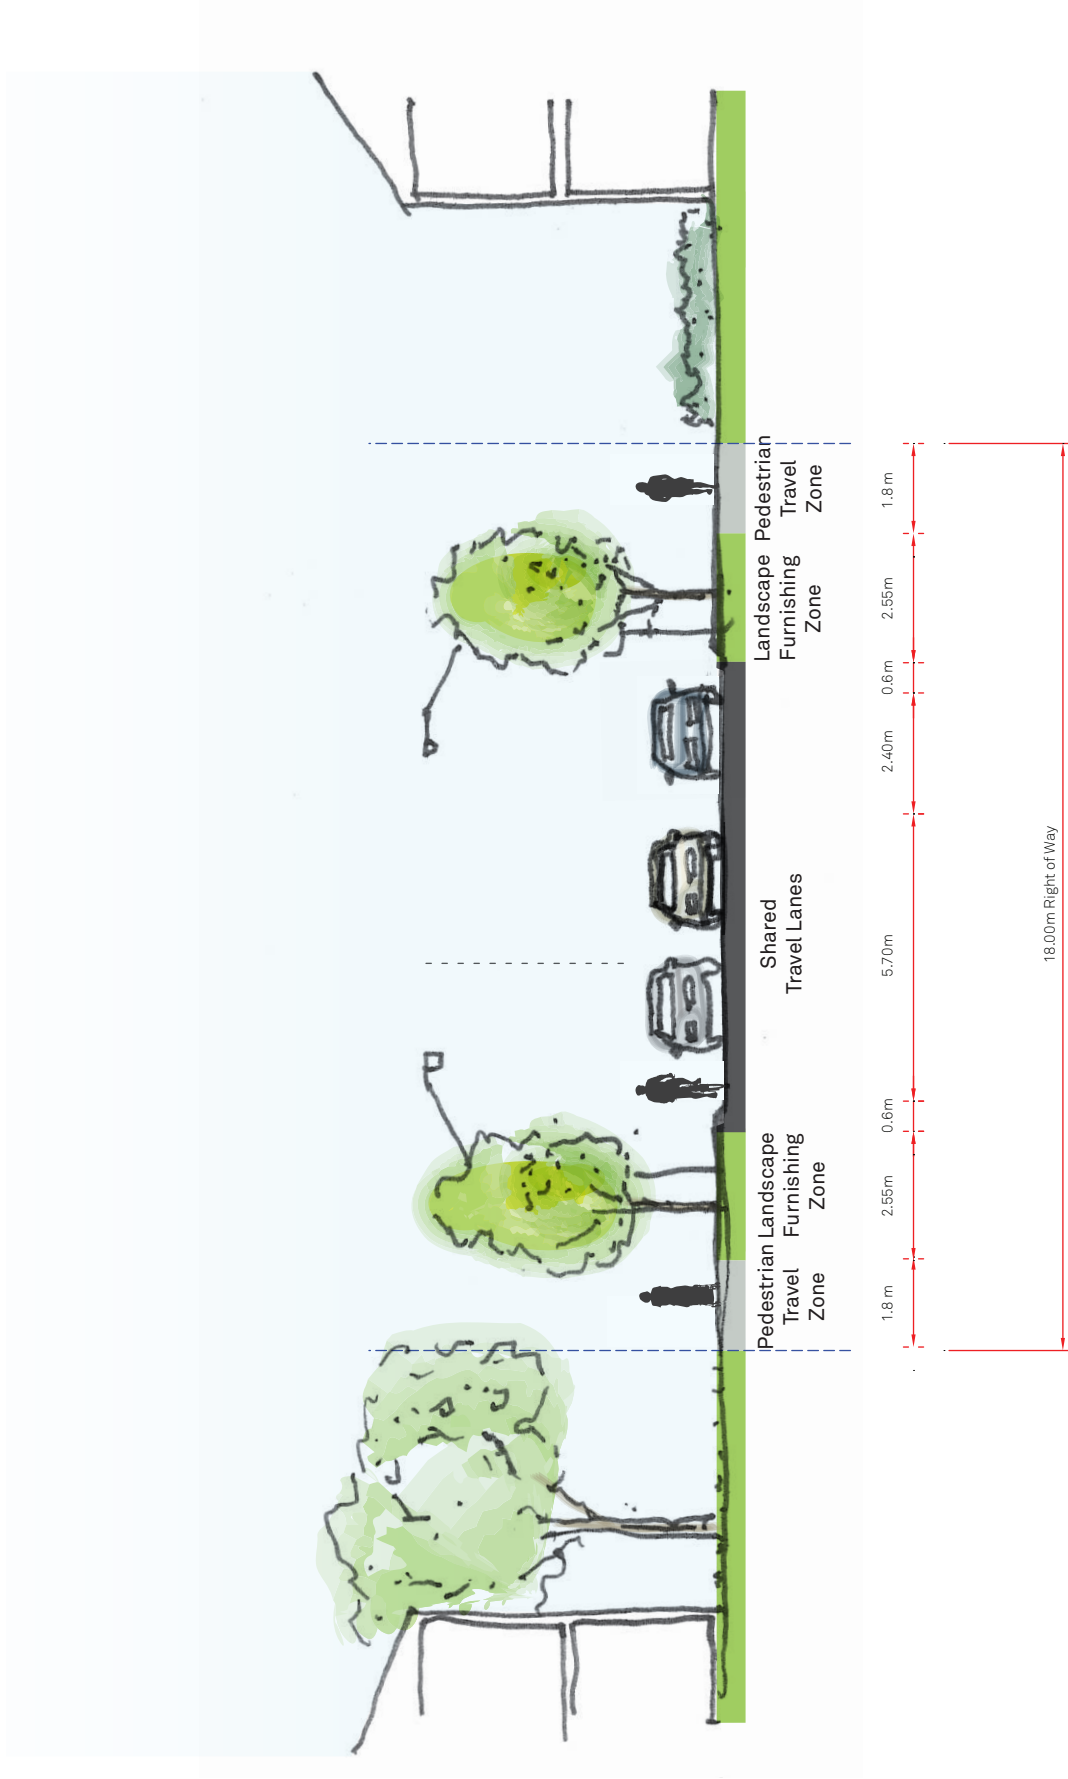 Pedestrian
Travel
Zone
Landscape
Furnishing
Zone
Shared
Travel Lanes
Landscape
Furnishing
Zone
Pedestrian
Travel
Zone
1.8 m
2.55m
0.6m
5.70m
2.40m
0.6m
2.55m
1.8 m
18.00m Right of Way